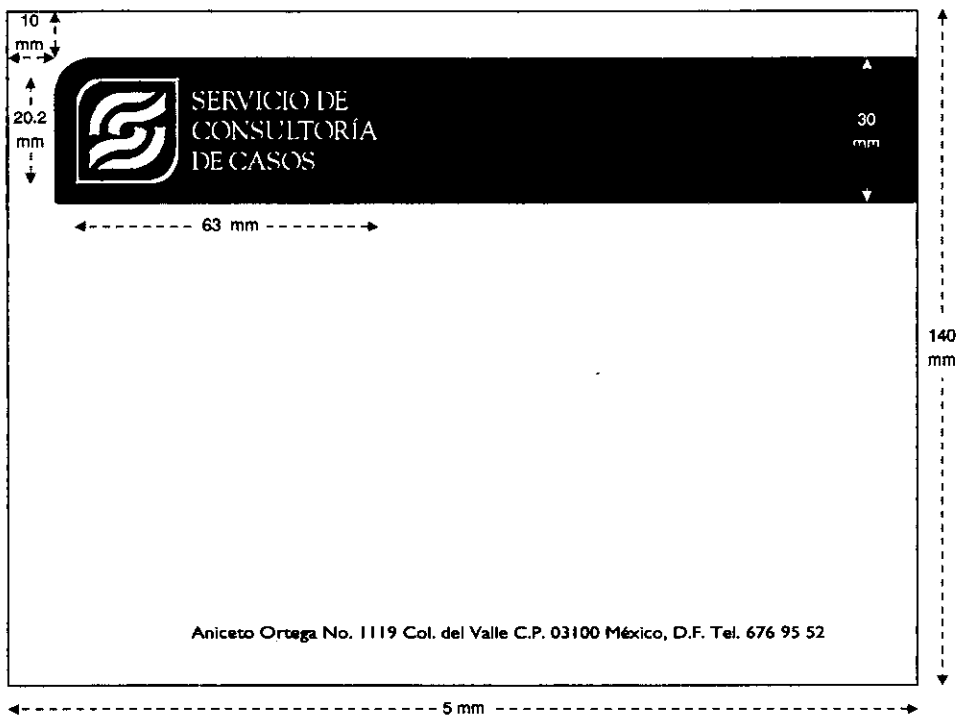 10
mm
20.2
mm
SERVICIO DE
CONSULTORÍA
DE CASOS
30
mm
63 mm
140
mm
Aniceto Ortega No. 1119 Col. del Valle C.P. 03100 México, D.F. Tel. 676 95 52
5 mm